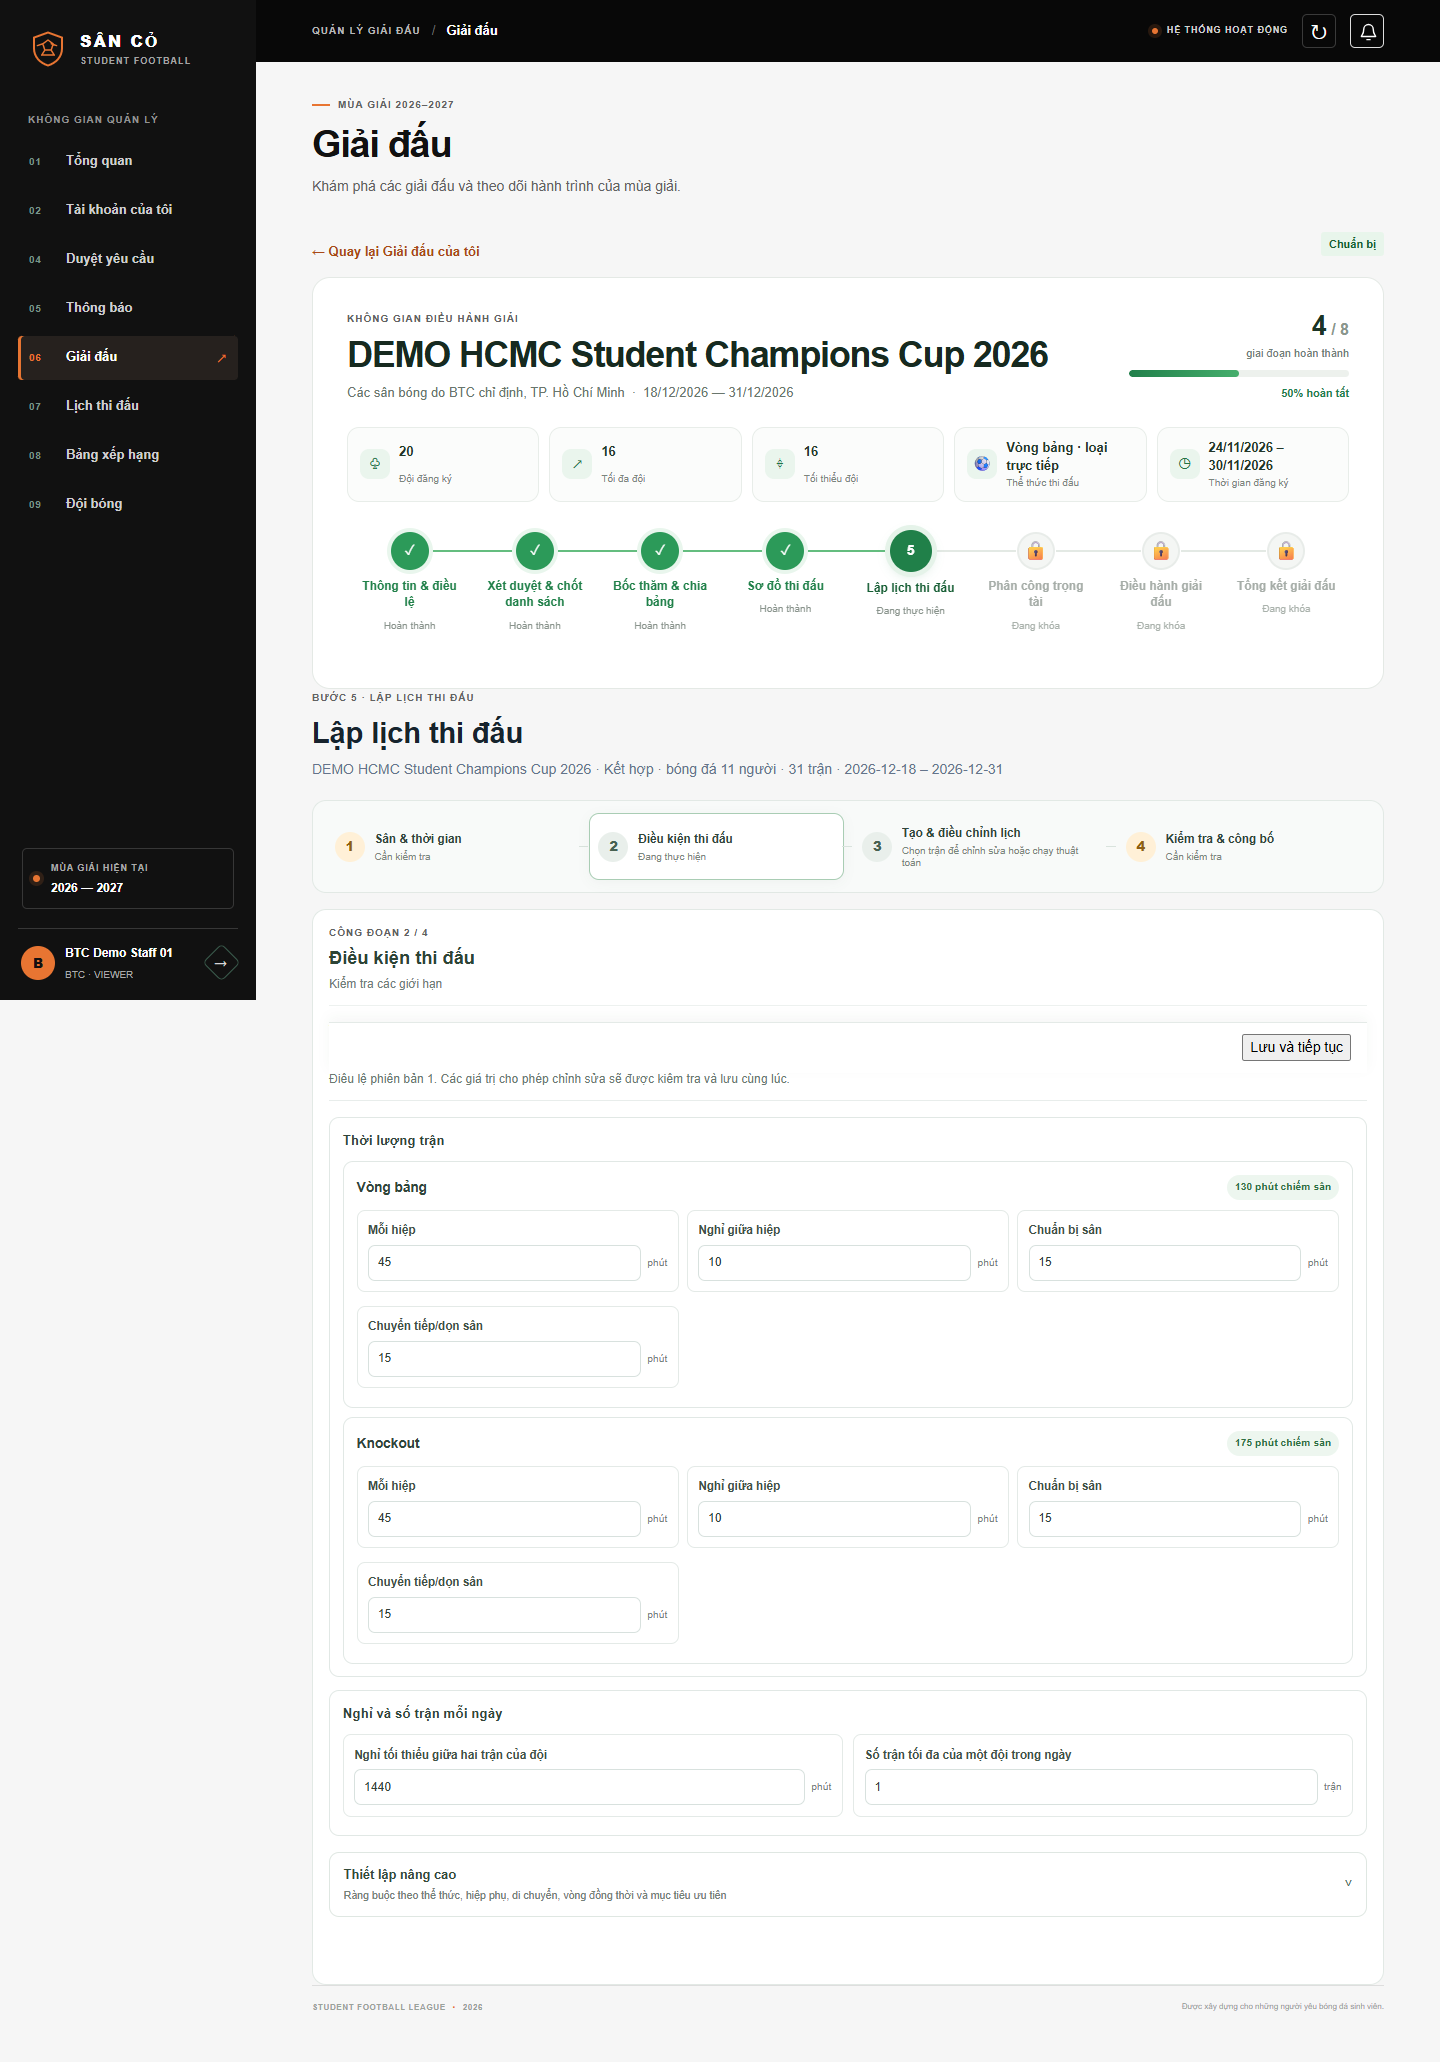 SÂN CỎ
STUDENT FOOTBALL
KHÔNG GIAN QUẢN LÝ
01 Tổng quan
02 Tài khoản của tôi
04 Duyệt yêu cầu
05 Thông báo
06 Giải đấu ↗
07 Lịch thi đấu
08 Bảng xếp hạng
09 Đội bóng
MÙA GIẢI HIỆN TẠI
2026 — 2027
B
BTC Demo Staff 01
BTC · VIEWER
→
QUẢN LÝ GIẢI ĐẤU / Giải đấu
HỆ THỐNG HOẠT ĐỘNG
↻
MÙA GIẢI 2026–2027
Giải đấu
Khám phá các giải đấu và theo dõi hành trình của mùa giải.
← Quay lại Giải đấu của tôi
Chuẩn bị
KHÔNG GIAN ĐIỀU HÀNH GIẢI
DEMO HCMC Student Champions Cup 2026
Các sân bóng do BTC chỉ định, TP. Hồ Chí Minh · 18/12/2026 — 31/12/2026
4 / 8
giai đoạn hoàn thành
50% hoàn tất
20
Đội đăng ký
16
Tối đa đội
16
Tối thiểu đội
Vòng bảng · loại
trực tiếp
Thể thức thi đấu
24/11/2026 –
30/11/2026
Thời gian đăng ký
✓
Thông tin & điều
lệ
Hoàn thành
✓
Xét duyệt & chốt
danh sách
Hoàn thành
✓
Bốc thăm & chia
bảng
Hoàn thành
✓
Sơ đồ thi đấu
Hoàn thành
5
Lập lịch thi đấu
Đang thực hiện
Phân công trọng
tài
Đang khóa
Điều hành giải
đấu
Đang khóa
Tổng kết giải đấu
Đang khóa
BƯỚC 5 · LẬP LỊCH THI ĐẤU
Lập lịch thi đấu
DEMO HCMC Student Champions Cup 2026 · Kết hợp · bóng đá 11 người · 31 trận · 2026-12-18 – 2026-12-31
1
Sân & thời gian
Cần kiểm tra
2
Điều kiện thi đấu
Đang thực hiện
3
Tạo & điều chỉnh lịch
Chọn trận để chỉnh sửa hoặc chạy thuật
toán
4
Kiểm tra & công bố
Cần kiểm tra
CÔNG ĐOẠN 2 / 4
Điều kiện thi đấu
Kiểm tra các giới hạn
Lưu và tiếp tục
Điều lệ phiên bản 1. Các giá trị cho phép chỉnh sửa sẽ được kiểm tra và lưu cùng lúc.
Thời lượng trận
Vòng bảng
130 phút chiếm sân
Mỗi hiệp
45 phút
Nghỉ giữa hiệp
10 phút
Chuẩn bị sân
15 phút
Chuyển tiếp/dọn sân
15 phút
Knockout
175 phút chiếm sân
Mỗi hiệp
45 phút
Nghỉ giữa hiệp
10 phút
Chuẩn bị sân
15 phút
Chuyển tiếp/dọn sân
15 phút
Nghỉ và số trận mỗi ngày
Nghỉ tối thiểu giữa hai trận của đội
1440 phút
Số trận tối đa của một đội trong ngày
1 trận
Thiết lập nâng cao
Ràng buộc theo thể thức, hiệp phụ, di chuyển, vòng đồng thời và mục tiêu ưu tiên
v
STUDENT FOOTBALL LEAGUE • 2026
Được xây dựng cho những người yêu bóng đá sinh viên.